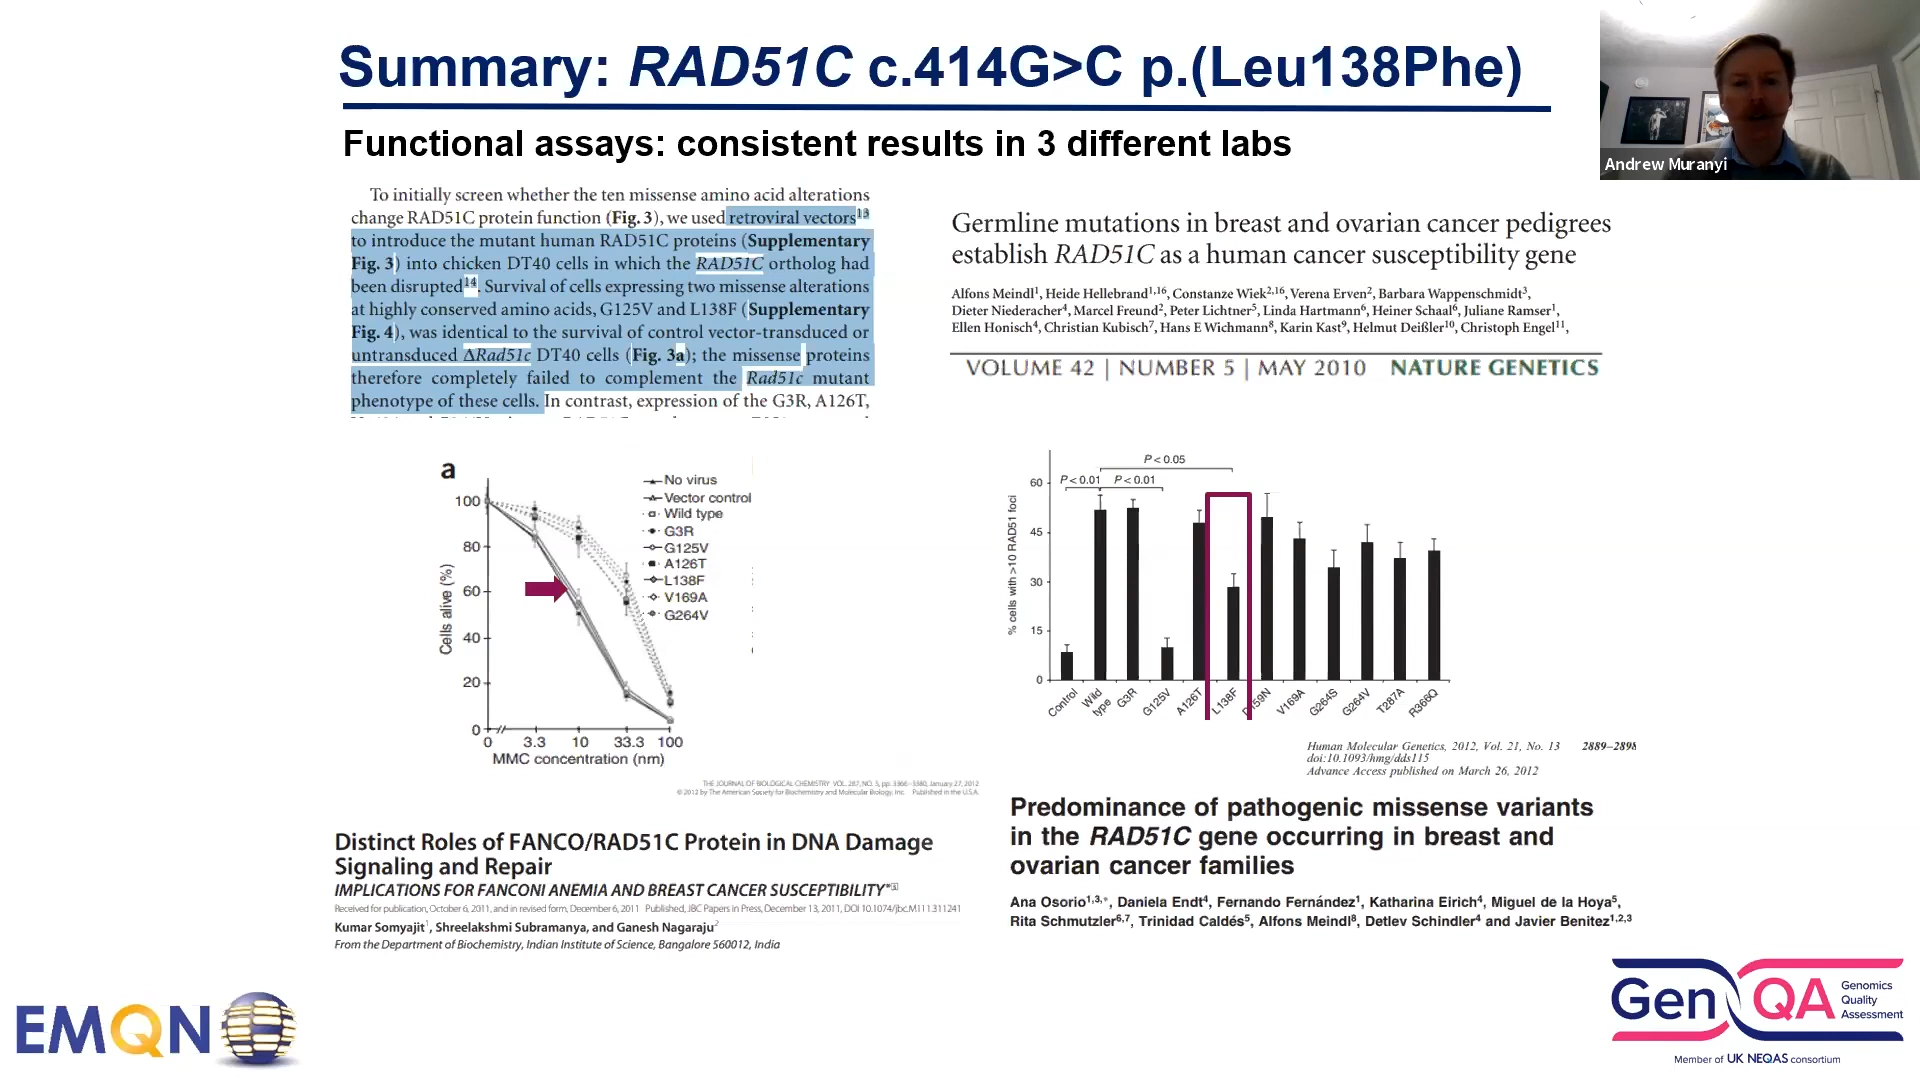 Summary: RAD51C c.414G>C p.(Leu138Phe)
Andrew Muranyi
Functional assays: consistent results in 3 different labs
To initially screen whether the ten missense amino acid alterations
change RAD51C protein function (Fig. 3), we used retroviral vectors13
to introduce the mutant human RAD51C proteins (Supplementary
Fig. 3) into chicken DT40 cells in which the RAD51C ortholog had
been disrupted14. Survival of cells expressing two missense alterations
at highly conserved amino acids, G125V and L138F (Supplementary
Fig. 4), was identical to the survival of control vector-transduced or
untransduced ΔRad51c DT40 cells (Fig. 3a); the missense proteins
therefore completely failed to complement the Rad51c mutant
phenotype of these cells. In contrast, expression of the G3R, A126T,
Germline mutations in breast and ovarian cancer pedigrees
establish RAD51C as a human cancer susceptibility gene
Alfons Meindl1, Heide Hellebrand1,16, Constanze Wiek2,16, Verena Erven2, Barbara Wappenschmidt3,
Dieter Niederacher4, Marcel Freund2, Peter Lichtner5, Linda Hartmann6, Heiner Schaal6, Juliane Ramser1,
Ellen Honisch4, Christian Kubisch7, Hans E Wichmann8, Karin Kast9, Helmut Deißler10, Christoph Engel11,
VOLUME 42 | NUMBER 5 | MAY 2010 NATURE GENETICS
a
Cells alive (%)
100
80
60
40
20
0
0 3.3 10 33.3 100
MMC concentration (nm)
No virus
Vector control
Wild type
G3R
G125V
A126T
L138F
V169A
G264V
% cells with >10 RAD51 foci
60
45
30
15
0
P < 0.05
P < 0.01 P < 0.01
Control
Wild type
G3R
G125V
A126T
L138F
D159N
V169A
G264S
G264V
T287A
R366Q
THE JOURNAL OF BIOLOGICAL CHEMISTRY VOL. 287, NO. 5, pp. 3366–3380, January 27, 2012
© 2012 by The American Society for Biochemistry and Molecular Biology, Inc. Published in the U.S.A.
Distinct Roles of FANCO/RAD51C Protein in DNA Damage
Signaling and Repair
IMPLICATIONS FOR FANCONI ANEMIA AND BREAST CANCER SUSCEPTIBILITY*S
Received for publication, October 6, 2011, and in revised form, December 6, 2011 Published, JBC Papers in Press, December 13, 2011, DOI 10.1074/jbc.M111.311241
Kumar Somyajit1, Shreelakshmi Subramanya, and Ganesh Nagaraju2
From the Department of Biochemistry, Indian Institute of Science, Bangalore 560012, India
Human Molecular Genetics, 2012, Vol. 21, No. 13 2889–2898
doi:10.1093/hmg/dds115
Advance Access published on March 26, 2012
Predominance of pathogenic missense variants
in the RAD51C gene occurring in breast and
ovarian cancer families
Ana Osorio1,3,*, Daniela Endt4, Fernando Fernández1, Katharina Eirich4, Miguel de la Hoya5,
Rita Schmutzler6,7, Trinidad Caldés5, Alfons Meindl8, Detlev Schindler4 and Javier Benitez1,2,3
EMQN
GenQA
Genomics
Quality
Assessment
Member of UK NEQAS consortium